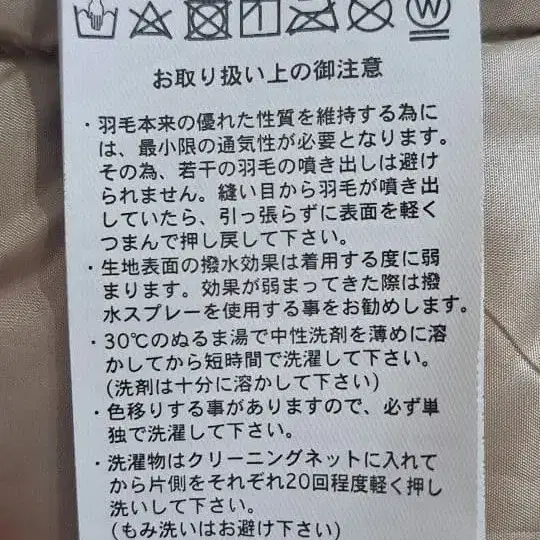 W
お取り扱い上の御注意
・羽毛本来の優れた性質を維持する為に
は、最小限の通気性が必要となります。
その為、若干の羽毛の噴き出しは避け
られません。縫い目から羽毛が噴き出
していたら、引っ張らずに表面を軽く
つまんで押し戻して下さい。
・生地表面の撥水効果は着用する度に弱
まります。効果が弱まってきた際は撥
水スプレーを使用する事をお勧めします。
・30℃のぬるま湯で中性洗剤を薄めに溶
かしてから短時間で洗濯して下さい。
(洗剤は十分に溶かして下さい)
・色移りする事がありますので、必ず単
独で洗濯して下さい。
・洗濯物はクリーニングネットに入れて
から片側をそれぞれ20回程度軽く押し
洗いして下さい。
(もみ洗いはお避け下さい)